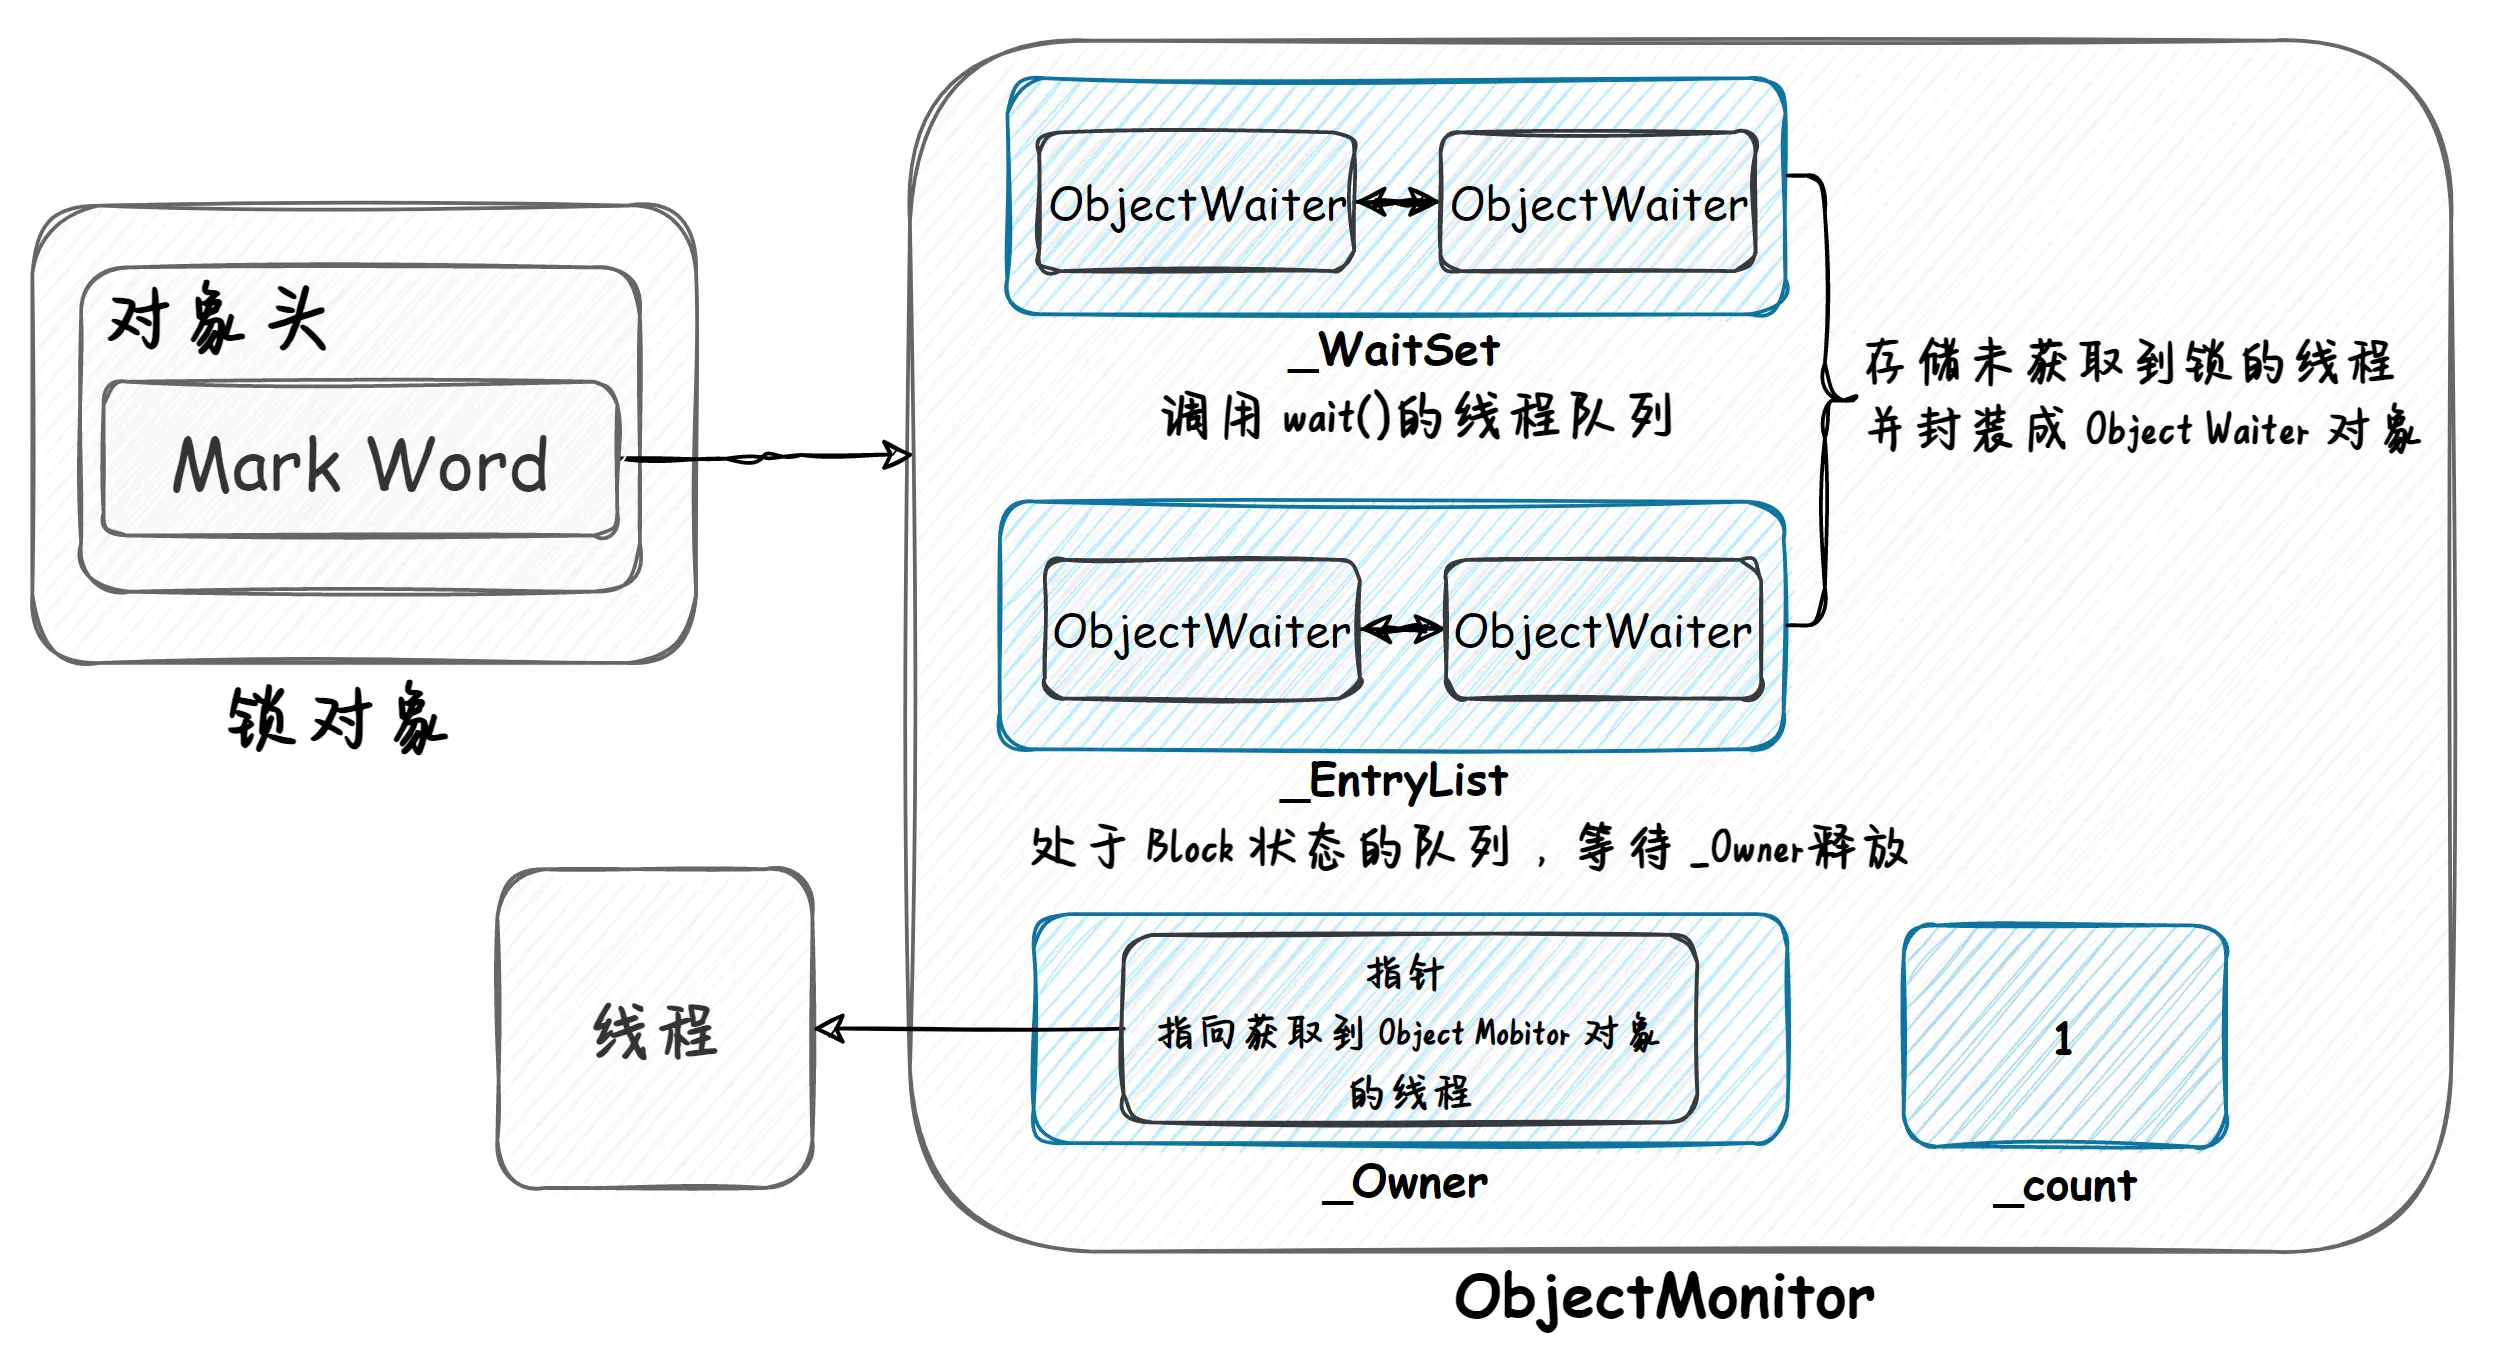 对象头
Mark Word
锁对象
ObjectWaiter
ObjectWaiter
_WaitSet
调用 wait()的线程队列
存储未获取到锁的线程
并封装成 Object Waiter 对象
ObjectWaiter
ObjectWaiter
_EntryList
处于 Block 状态的队列，等待 _Owner释放
线程
指针
指向获取到 Object Mobitor 对象
的线程
_Owner
1
_count
ObjectMonitor